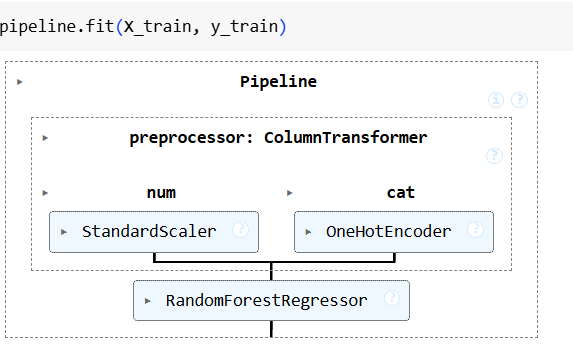 pipeline.fit(X_train, y_train)
Pipeline
i ?
preprocessor: ColumnTransformer
?
num cat
StandardScaler ? OneHotEncoder ?
RandomForestRegressor ?